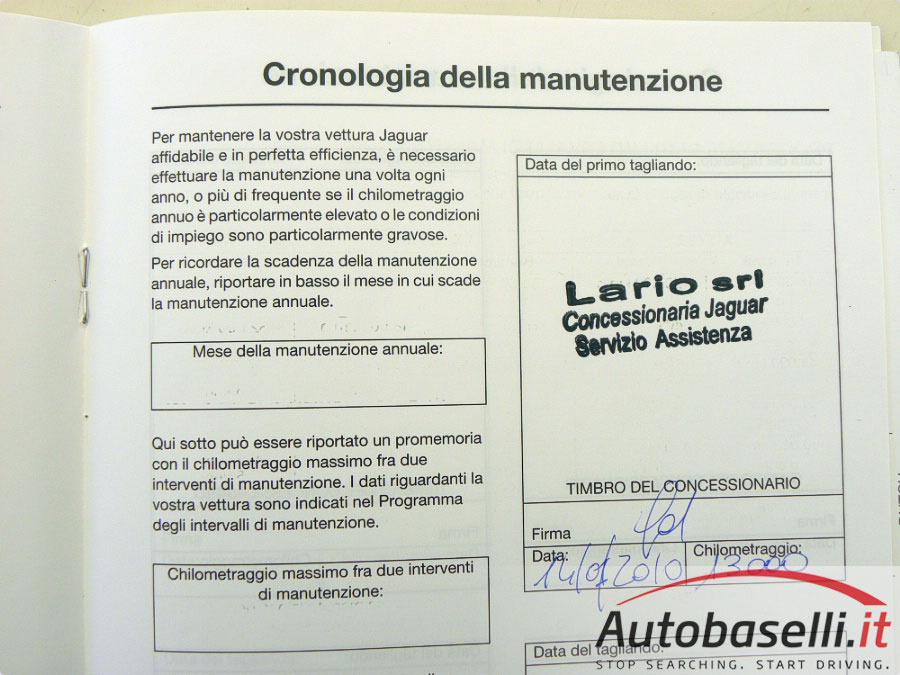 Cronologia della manutenzione
Per mantenere la vostra vettura Jaguar
affidabile e in perfetta efficienza, è necessario
effettuare la manutenzione una volta ogni
anno, o più di frequente se il chilometraggio
annuo è particolarmente elevato o le condizioni
di impiego sono particolarmente gravose.
Per ricordare la scadenza della manutenzione
annuale, riportare in basso il mese in cui scade
la manutenzione annuale.
Mese della manutenzione annuale:
Qui sotto può essere riportato un promemoria
con il chilometraggio massimo fra due
interventi di manutenzione. I dati riguardanti la
vostra vettura sono indicati nel Programma
degli intervalli di manutenzione.
Chilometraggio massimo fra due interventi
di manutenzione:
Data del primo tagliando:
Lario srl
Concessionaria Jaguar
Servizio Assistenza
TIMBRO DEL CONCESSIONARIO
Firma
Data: Chilometraggio:
13000
Data del tagliando:
Autobaselli.it
STOP SEARCHING. START DRIVING.